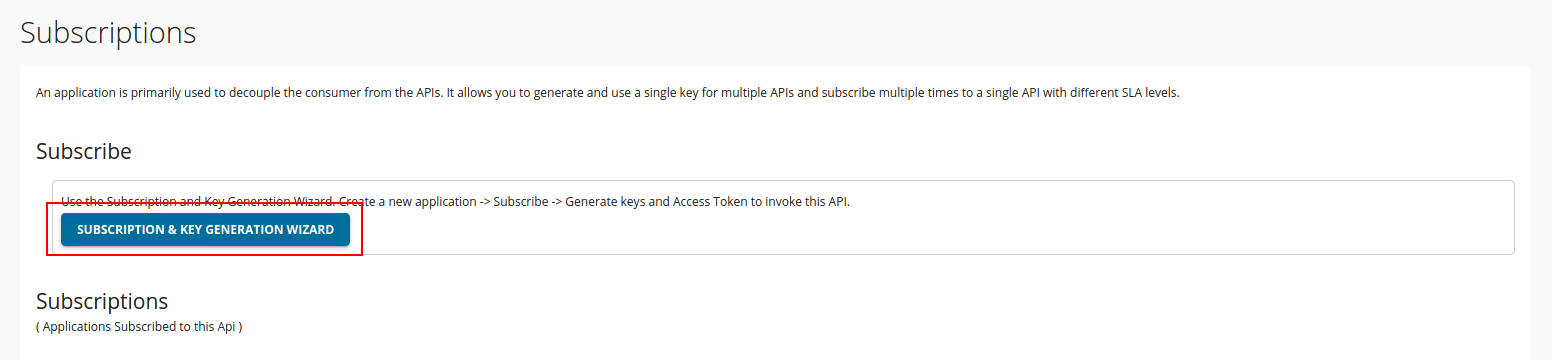 Subscriptions
An application is primarily used to decouple the consumer from the APIs. It allows you to generate and use a single key for multiple APIs and subscribe multiple times to a single API with different SLA levels.
Subscribe
Use the Subscription and Key Generation Wizard. Create a new application -> Subscribe -> Generate keys and Access Token to invoke this API.
SUBSCRIPTION & KEY GENERATION WIZARD
Subscriptions
( Applications Subscribed to this Api )